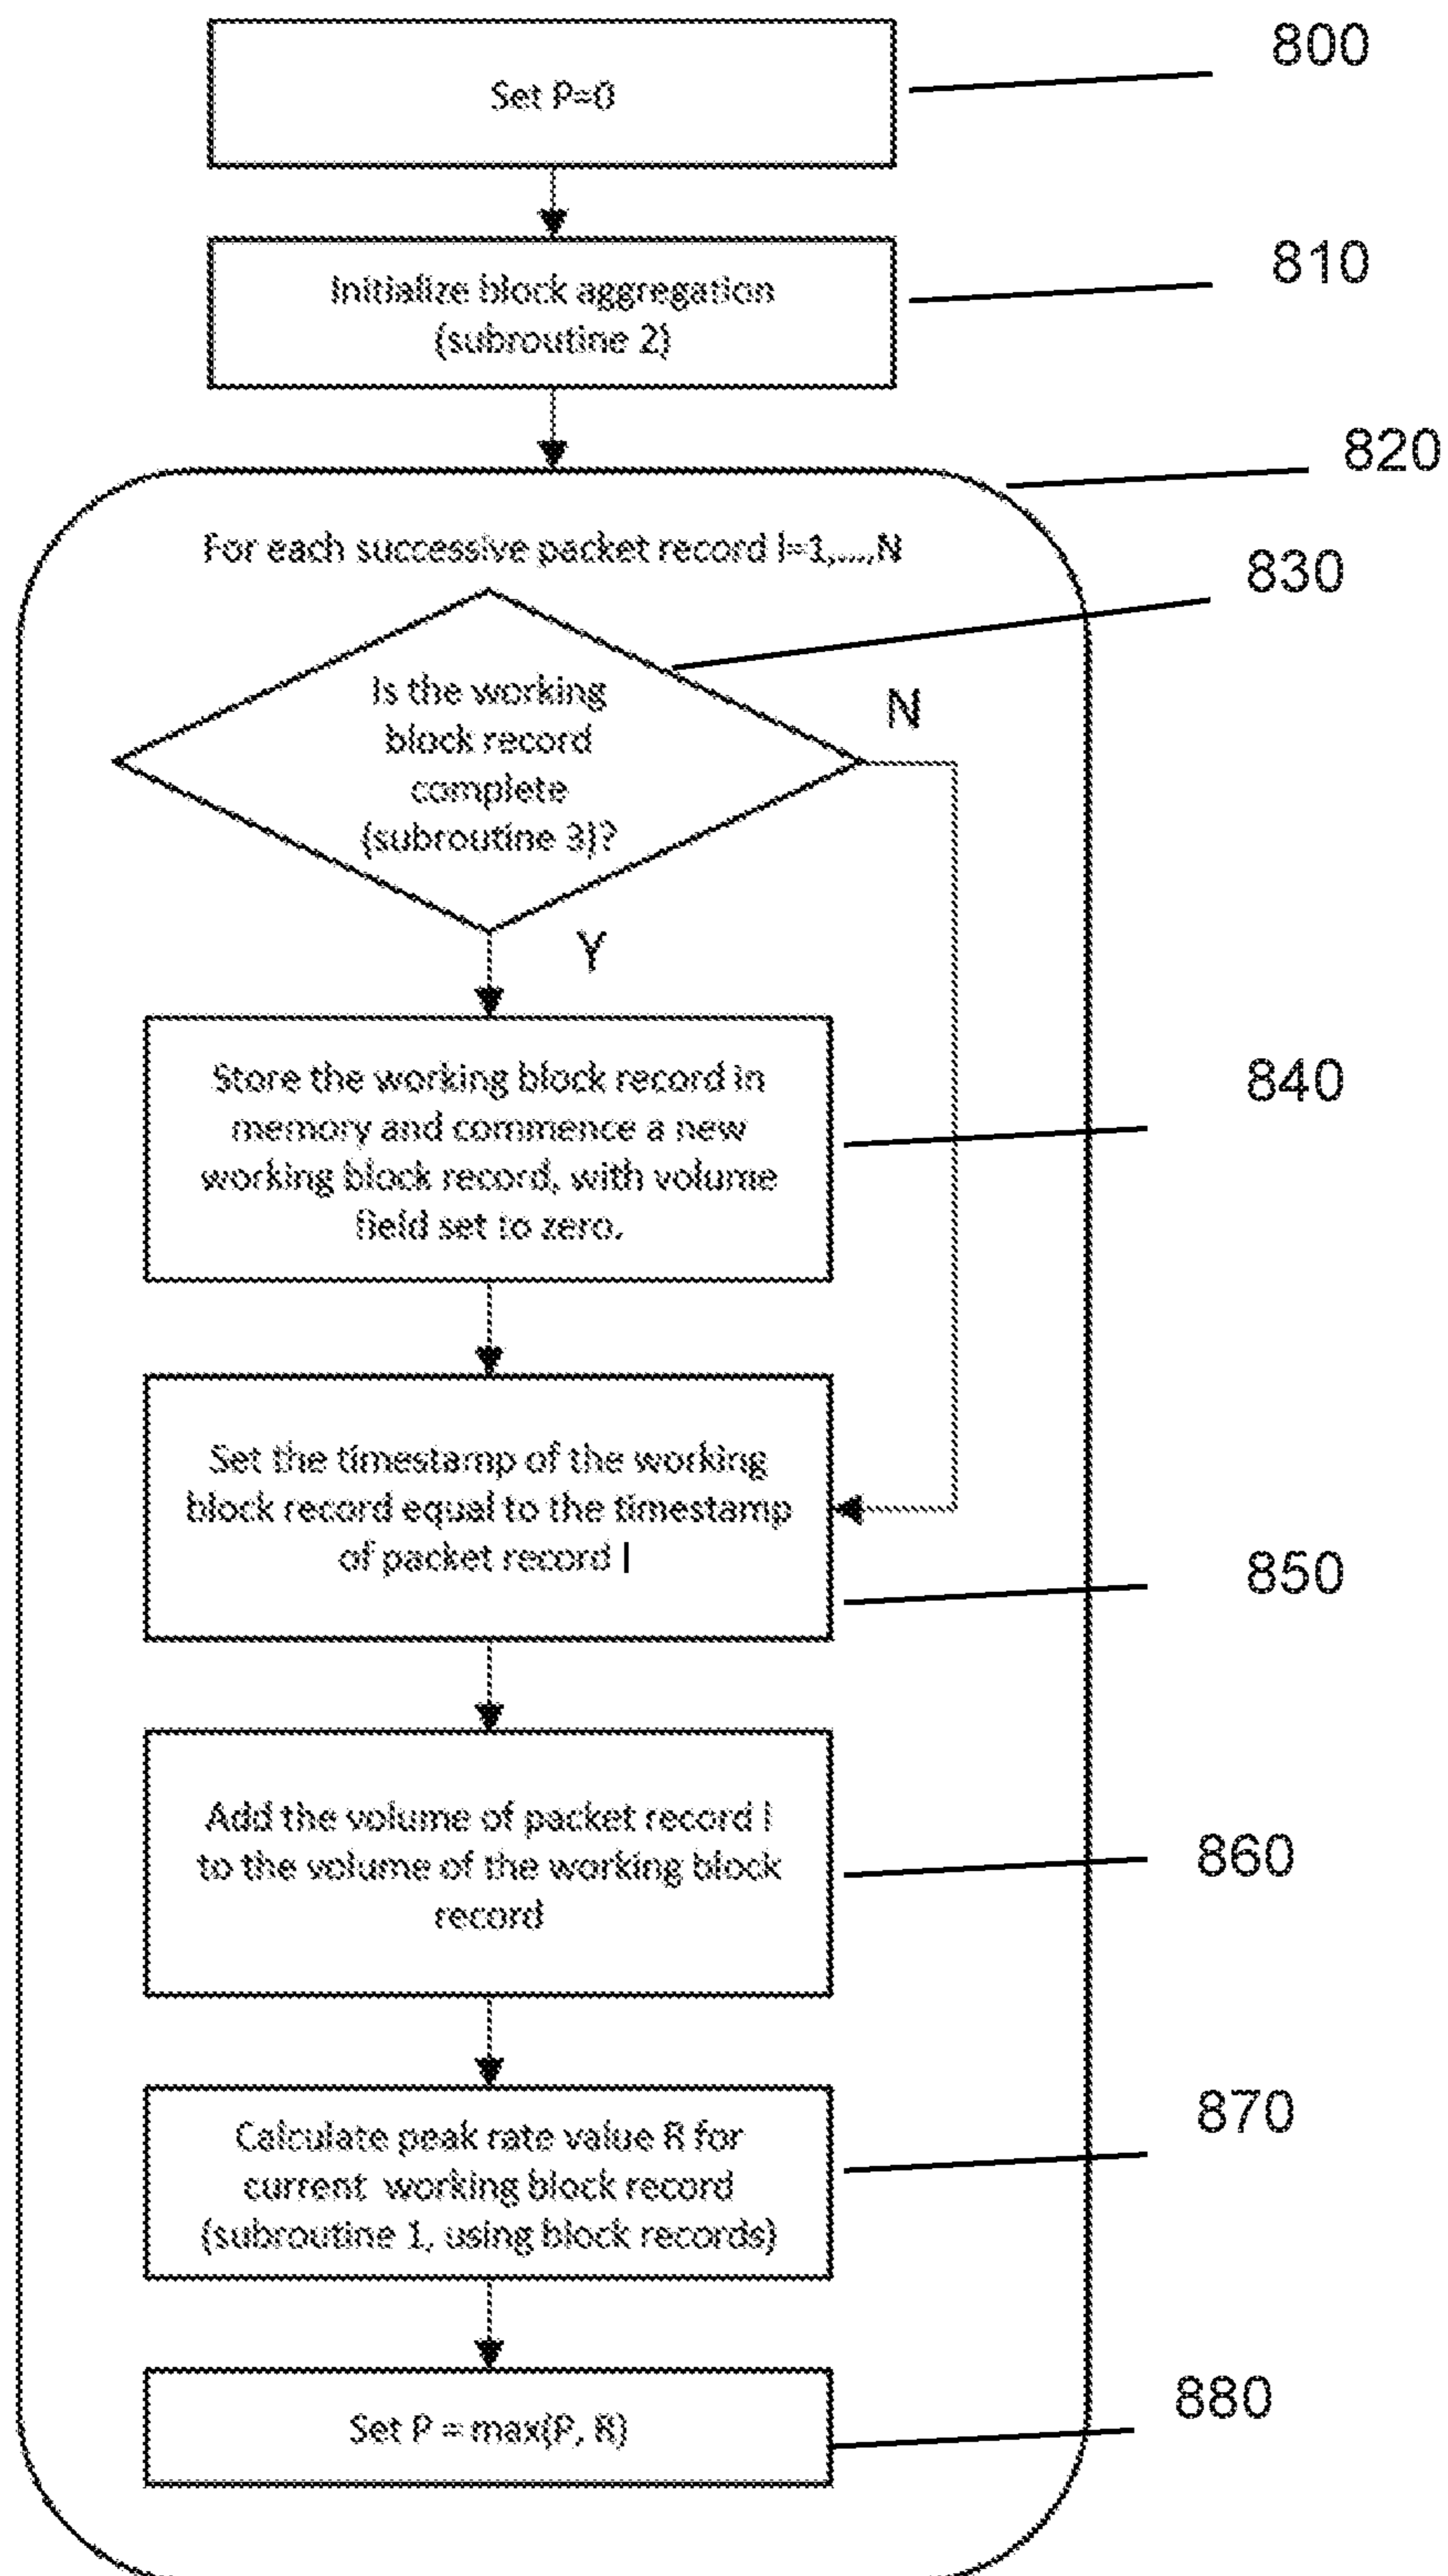 800
Set P=0
810
Initialize block aggregation
(subroutine 2)
820
For each successive packet record I=1,...,N
830
Is the working
block record
complete
(subroutine 3)?
N
Y
Store the working block record in
memory and commence a new
working block record, with volume
field set to zero.
840
Set the timestamp of the working
block record equal to the timestamp
of packet record I
850
Add the volume of packet record I
to the volume of the working block
record
860
Calculate peak rate value R for
current working block record
(subroutine 1, using block records)
870
Set P = max(P, R)
880